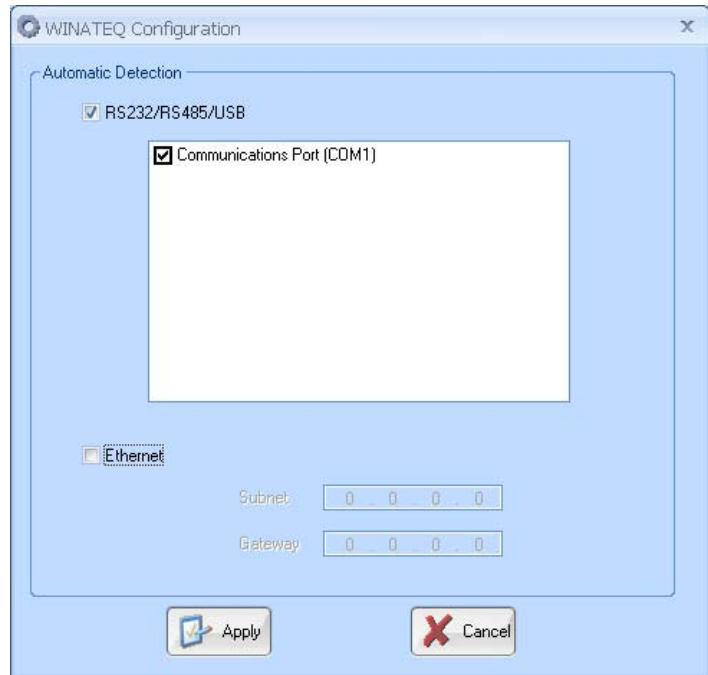 WINATEQ Configuration x
Automatic Detection
RS232/RS485/USB
Communications Port (COM1)
Ethernet
Subnet 0 . 0 . 0 . 0
Gateway 0 . 0 . 0 . 0
Apply Cancel